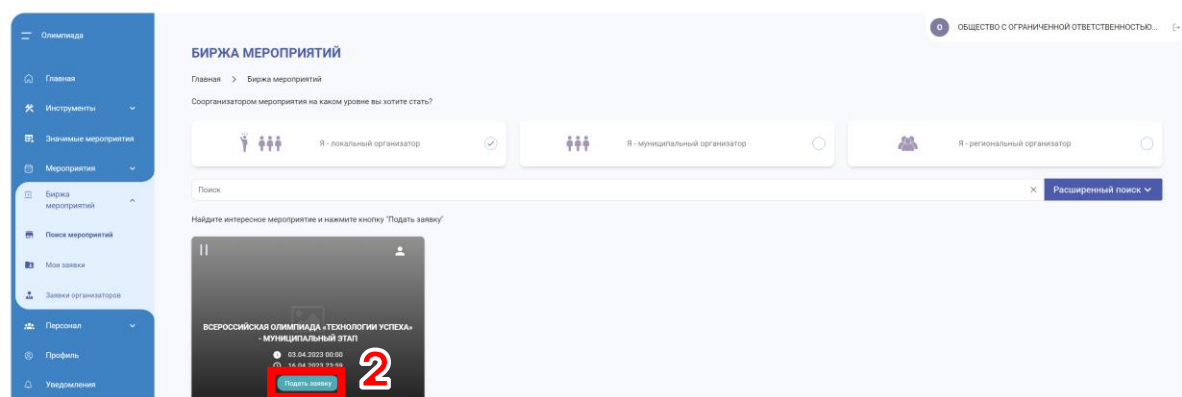 Олимпиада
Главная
Инструменты
Значимые мероприятия
Мероприятия
Биржа
мероприятий
Поиск мероприятий
Мои заявки
Заявки организаторов
Персонал
Профиль
Уведомления
О ОБЩЕСТВО С ОГРАНИЧЕННОЙ ОТВЕТСТВЕННОСТЬЮ...
БИРЖА МЕРОПРИЯТИЙ
Главная > Биржа мероприятий
Соорганизатором мероприятия на каком уровне вы хотите стать?
Я - локальный организатор
Я - муниципальный организатор
Я - региональный организатор
Поиск
Расширенный поиск
Найдите интересное мероприятие и нажмите кнопку "Подать заявку"
ВСЕРОССИЙСКАЯ ОЛИМПИАДА «ТЕХНОЛОГИИ УСПЕХА»
- МУНИЦИПАЛЬНЫЙ ЭТАП
03.04.2023 00:00
16.04.2023 23:59
Подать заявку
2